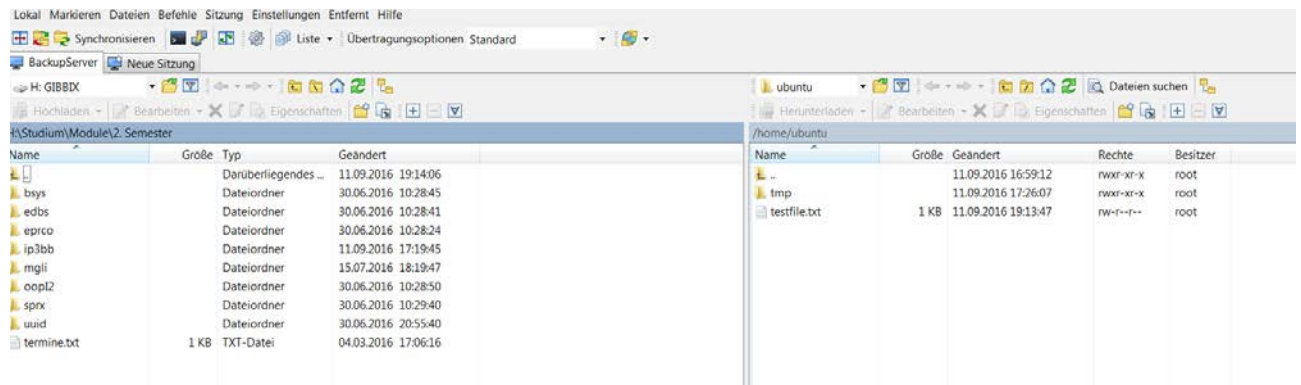 Lokal Markieren Dateien Befehle Sitzung Einstellungen Entfernt Hilfe
Synchronisieren Liste Übertragungsoptionen Standard
BackupServer Neue Sitzung
H: GIBBIX ubuntu Dateien suchen
Hochladen Bearbeiten Eigenschaften Herunterladen Bearbeiten Eigenschaften
H:\Studium\Module\2. Semester /home/ubuntu
Name Größe Typ Geändert Name Größe Geändert Rechte Besitzer
.. Darüberliegendes ... 11.09.2016 19:14:06 .. 11.09.2016 16:59:12 rwxr-xr-x root
bsys Dateiordner 30.06.2016 10:28:45 tmp 11.09.2016 17:26:07 rwxr-xr-x root
edbs Dateiordner 30.06.2016 10:28:41 testfile.txt 1 KB 11.09.2016 19:13:47 rw-r--r-- root
eprco Dateiordner 30.06.2016 10:28:24
ip3bb Dateiordner 11.09.2016 17:19:45
mgli Dateiordner 15.07.2016 18:19:47
oopI2 Dateiordner 30.06.2016 10:28:50
sprx Dateiordner 30.06.2016 10:29:40
uuid Dateiordner 30.06.2016 20:55:40
termine.txt 1 KB TXT-Datei 04.03.2016 17:06:16